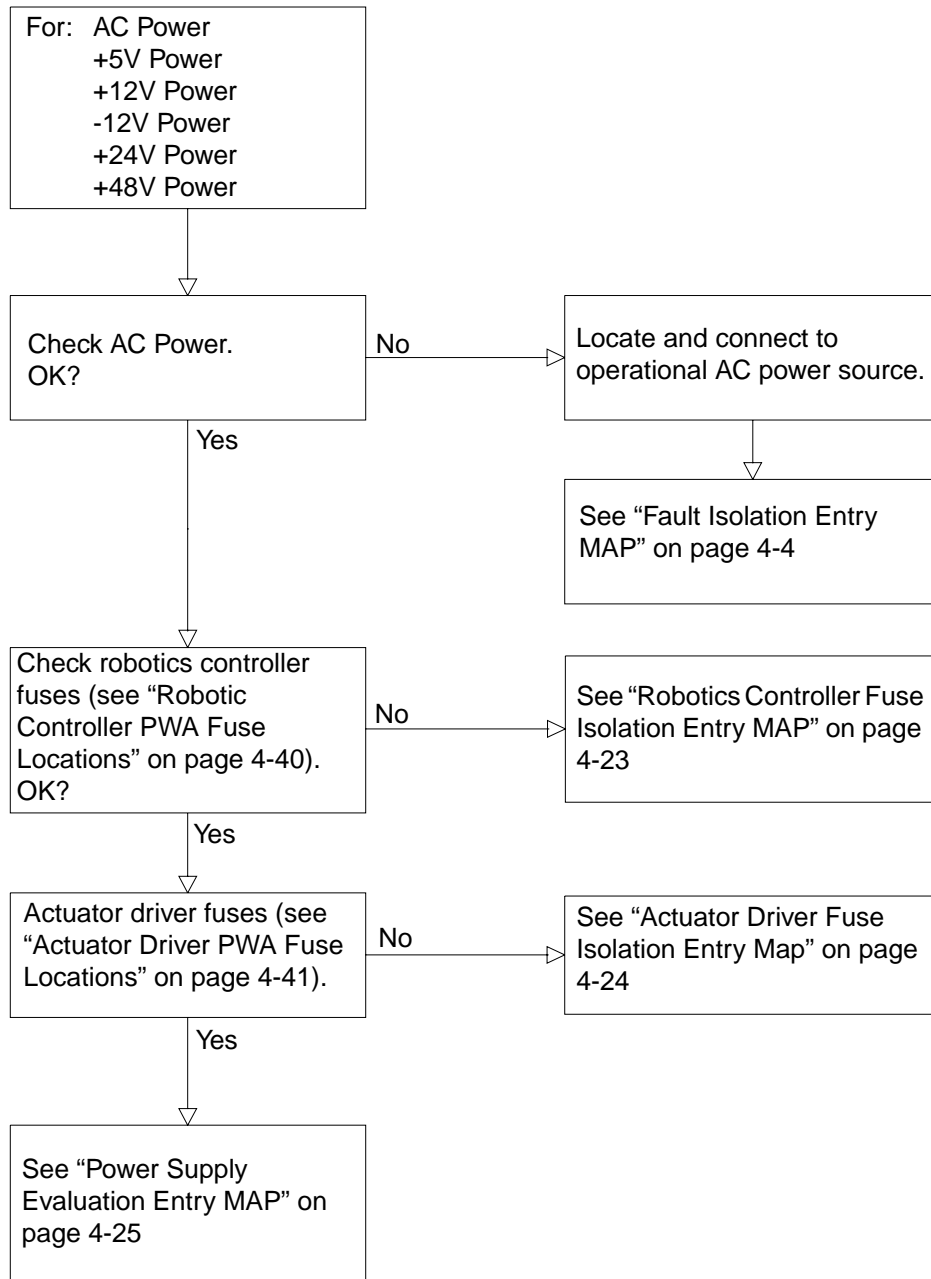 For: AC Power
+5V Power
+12V Power
-12V Power
+24V Power
+48V Power
Check AC Power.
OK?
No
Locate and connect to
operational AC power source.
Yes
See “Fault Isolation Entry
MAP” on page 4-4
Check robotics controller
fuses (see “Robotic
Controller PWA Fuse
Locations” on page 4-40).
OK?
No
See “Robotics Controller Fuse
Isolation Entry MAP” on page
4-23
Yes
Actuator driver fuses (see
“Actuator Driver PWA Fuse
Locations” on page 4-41).
No
See “Actuator Driver Fuse
Isolation Entry Map” on page
4-24
Yes
See “Power Supply
Evaluation Entry MAP” on
page 4-25